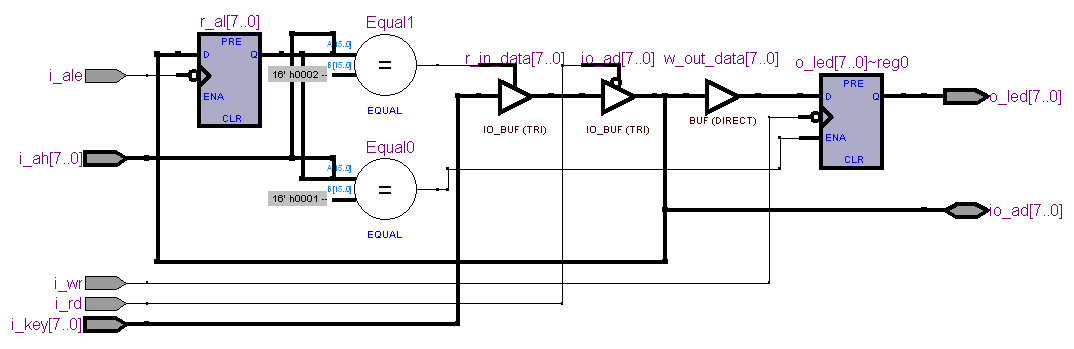 Equal1
r_al[7..0]
r_in_data[7..0]
io_ad[7..0]
w_out_data[7..0]
o_led[7..0]~reg0
PRE
D
Q
A[15..0]
B[15..0]
i_ale
16' h0002 --
=
ENA
EQUAL
CLR
IO_BUF (TRI)
IO_BUF (TRI)
BUF (DIRECT)
PRE
D
Q
o_led[7..0]
ENA
CLR
i_ah[7..0]
Equal0
A[15..0]
B[15..0]
16' h0001 --
=
EQUAL
io_ad[7..0]
i_wr
i_rd
i_key[7..0]